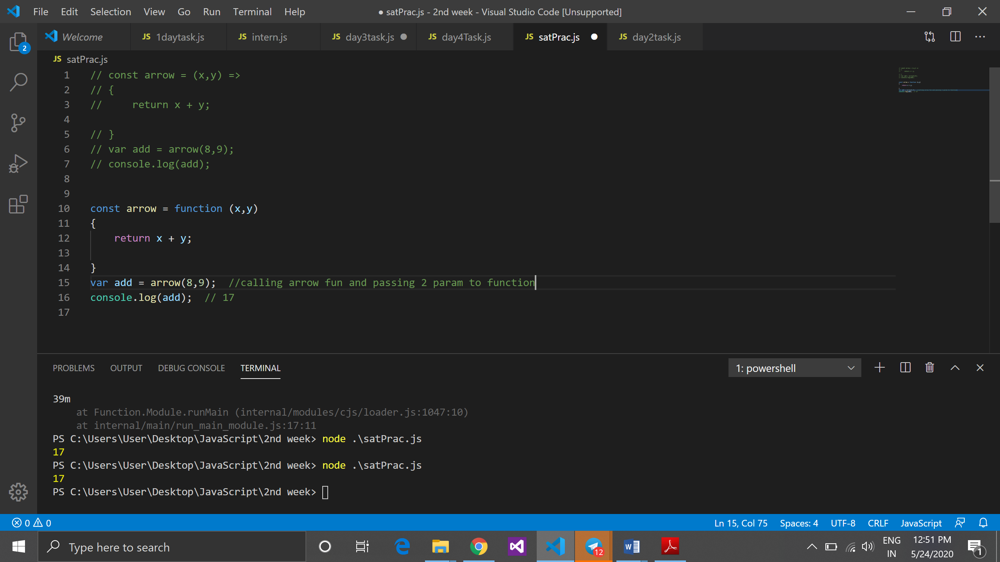 File Edit Selection View Go Run Terminal Help ● satPrac.js - 2nd week - Visual Studio Code [Unsupported]
Welcome JS 1daytask.js JS intern.js JS day3task.js JS day4Task.js JS satPrac.js JS day2task.js
2
JS satPrac.js
1 // const arrow = (x,y) =>
2 // {
3 //     return x + y;
4
5 // }
6 // var add = arrow(8,9);
7 // console.log(add);
8
9
10 const arrow = function (x,y)
11 {
12     return x + y;
13
14 }
15 var add = arrow(8,9);  //calling arrow fun and passing 2 param to function
16 console.log(add);  // 17
17
PROBLEMS OUTPUT DEBUG CONSOLE TERMINAL 1: powershell
39m
    at Function.Module.runMain (internal/modules/cjs/loader.js:1047:10)
    at internal/main/run_main_module.js:17:11
PS C:\Users\User\Desktop\JavaScript\2nd week> node .\satPrac.js
17
PS C:\Users\User\Desktop\JavaScript\2nd week> node .\satPrac.js
17
PS C:\Users\User\Desktop\JavaScript\2nd week>
0 0 Ln 15, Col 75 Spaces: 4 UTF-8 CRLF JavaScript
Type here to search 12 ENG 12:51 PM
IN 5/24/2020 1